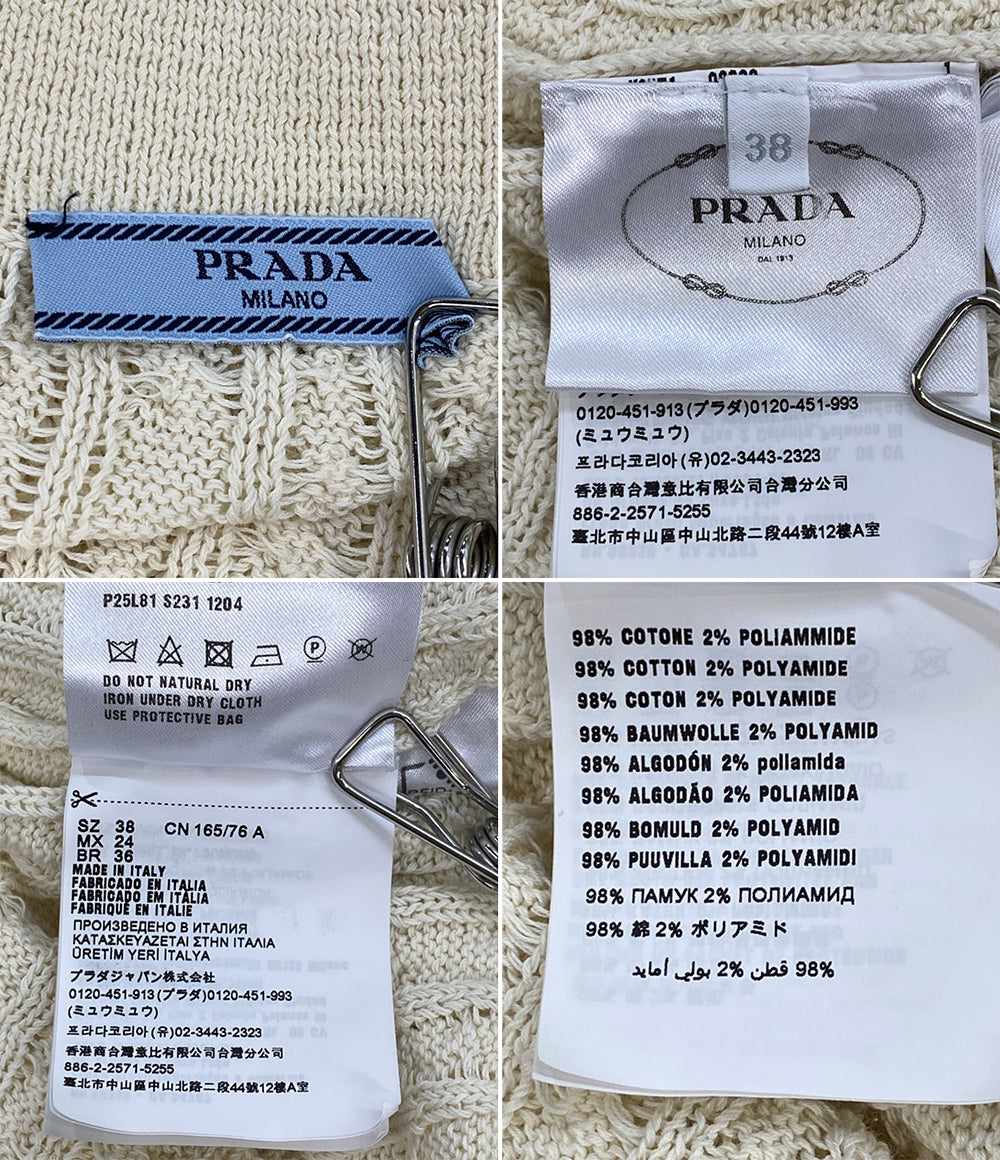 PRADA
MILANO
38
PRADA
MILANO
DAL 1913
0120-451-913(プラダ)0120-451-993
(ミュウミュウ)
프라다코리아(유)02-3443-2323
香港商台灣意比有限公司台灣分公司
886-2-2571-5255
臺北市中山區中山北路二段44號12樓A室
P25L81 S231 1204
P W
DO NOT NATURAL DRY
IRON UNDER DRY CLOTH
USE PROTECTIVE BAG
SZ 38 CN 165/76 A
MX 24
BR 36
MADE IN ITALY
FABRICADO EN ITALIA
FABRICADO EM ITÁLIA
FABRIQUÉ EN ITALIE
ПРОИЗВЕДЕНО В ИТАЛИЯ
ΚΑΤΑΣΚΕΥΑΖΕΤΑΙ ΣΤΗΝ ΙΤΑΛΙΑ
ÜRETİM YERİ İTALYA
プラダジャパン株式会社
0120-451-913(プラダ)0120-451-993
(ミュウミュウ)
프라다코리아(유)02-3443-2323
香港商台灣意比有限公司台灣分公司
886-2-2571-5255
臺北市中山區中山北路二段44號12樓A室
98% COTONE 2% POLIAMMIDE
98% COTTON 2% POLYAMIDE
98% COTON 2% POLYAMIDE
98% BAUMWOLLE 2% POLYAMID
98% ALGODÓN 2% poliamida
98% ALGODÃO 2% POLIAMIDA
98% BOMULD 2% POLYAMID
98% PUUVILLA 2% POLYAMIDI
98% ПАМУК 2% ПОЛИАМИД
98% 綿 2% ポリアミド
98% قطن 2% بولي أمايد